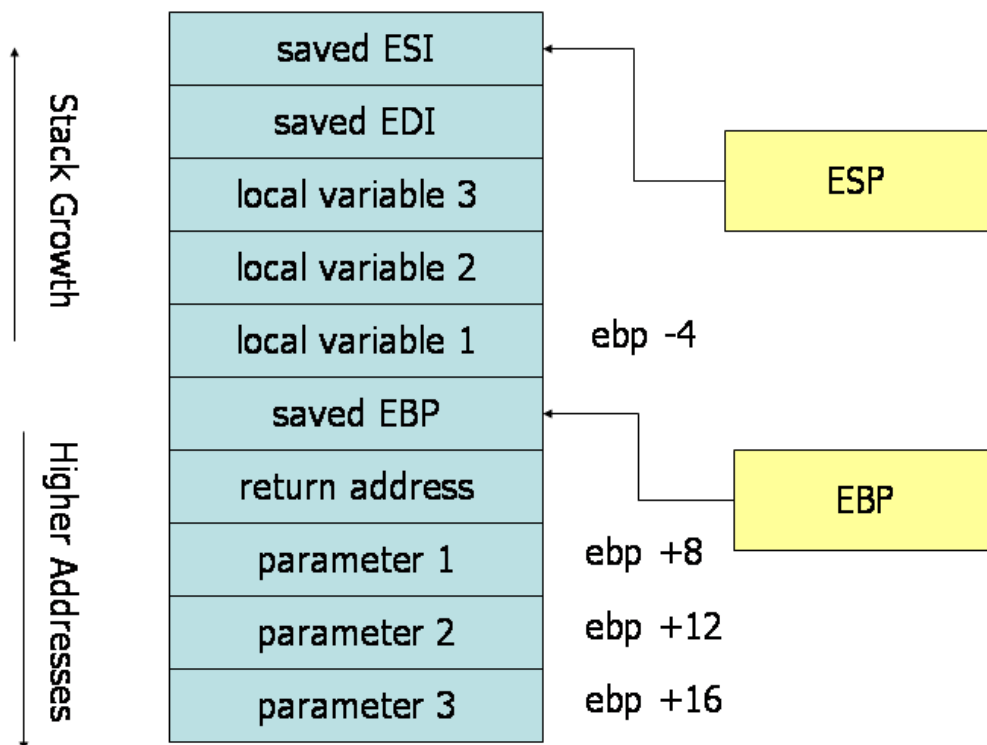 Stack Growth
Higher Addresses
saved ESI
saved EDI
local variable 3
local variable 2
local variable 1
saved EBP
return address
parameter 1
parameter 2
parameter 3
ebp -4
ebp +8
ebp +12
ebp +16
ESP
EBP